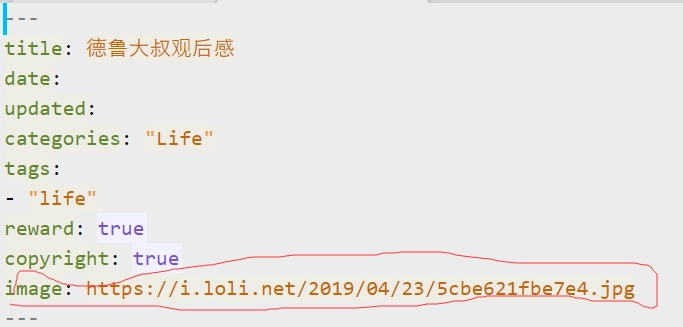 ---
title: 德鲁大叔观后感
date:
updated:
categories: "Life"
tags:
- "life"
reward: true
copyright: true
image: https://i.loli.net/2019/04/23/5cbe621fbe7e4.jpg
---